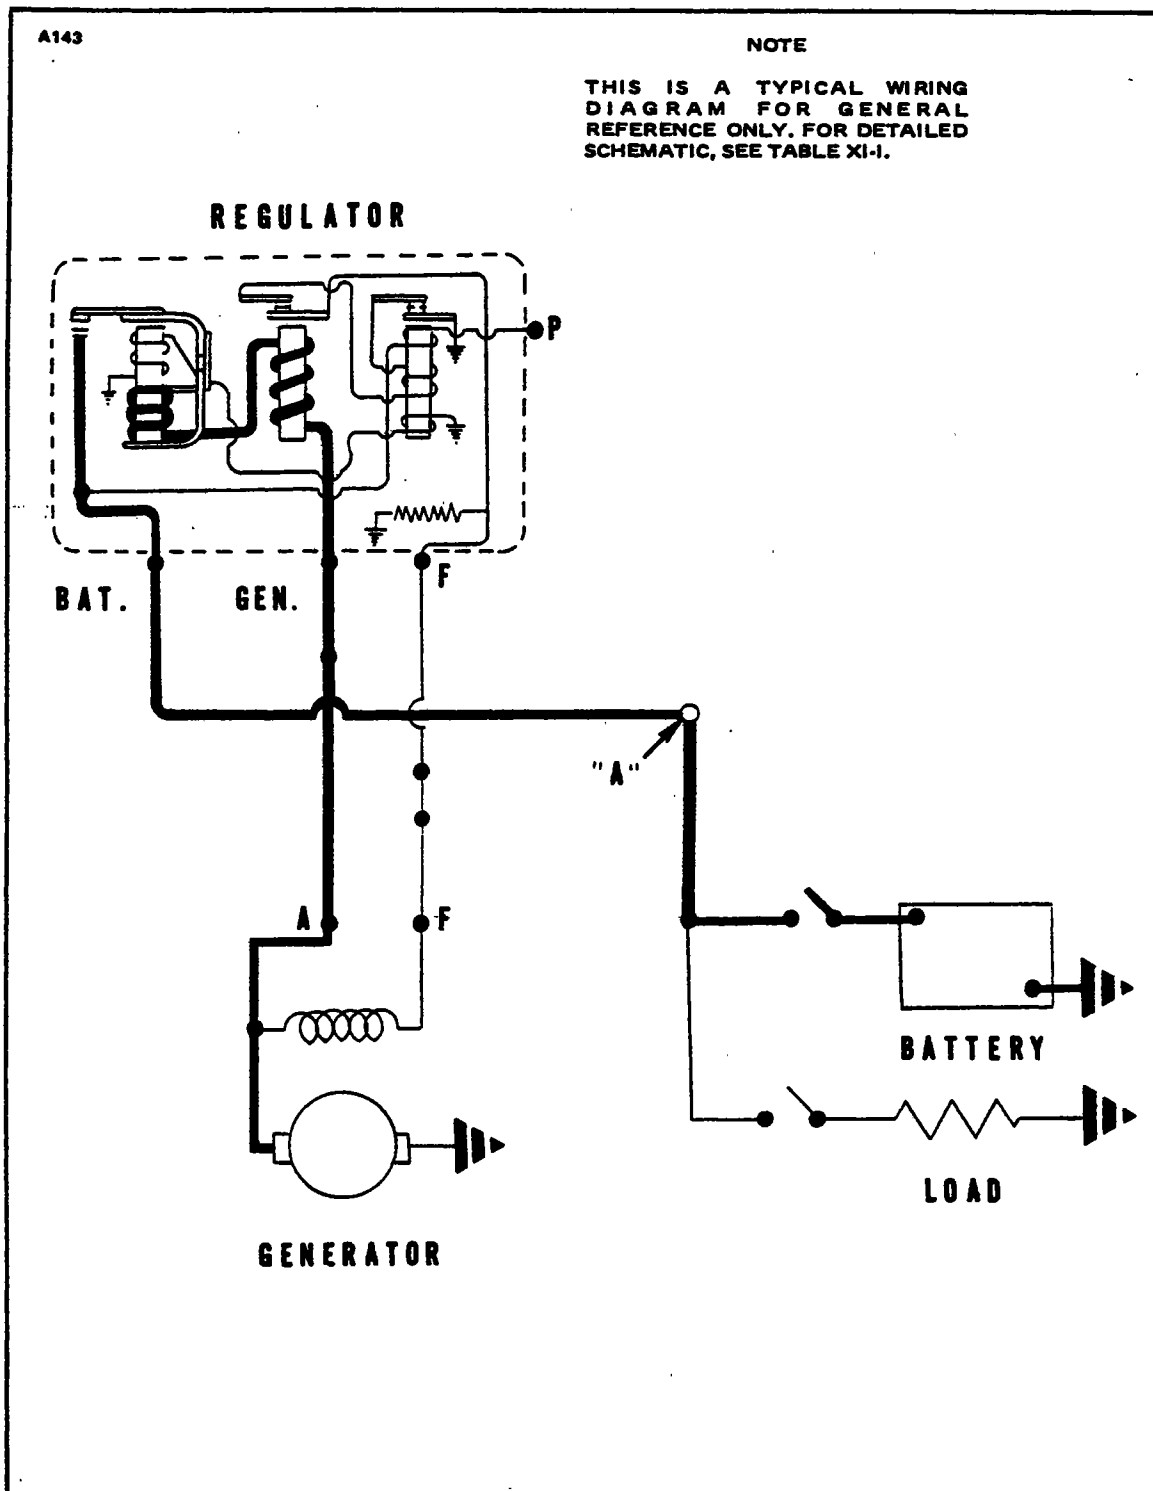 A143
NOTE
THIS IS A TYPICAL WIRING
DIAGRAM FOR GENERAL
REFERENCE ONLY. FOR DETAILED
SCHEMATIC, SEE TABLE XI-I.
REGULATOR
P
BAT.
GEN.
F
"A"
A
F
BATTERY
LOAD
GENERATOR